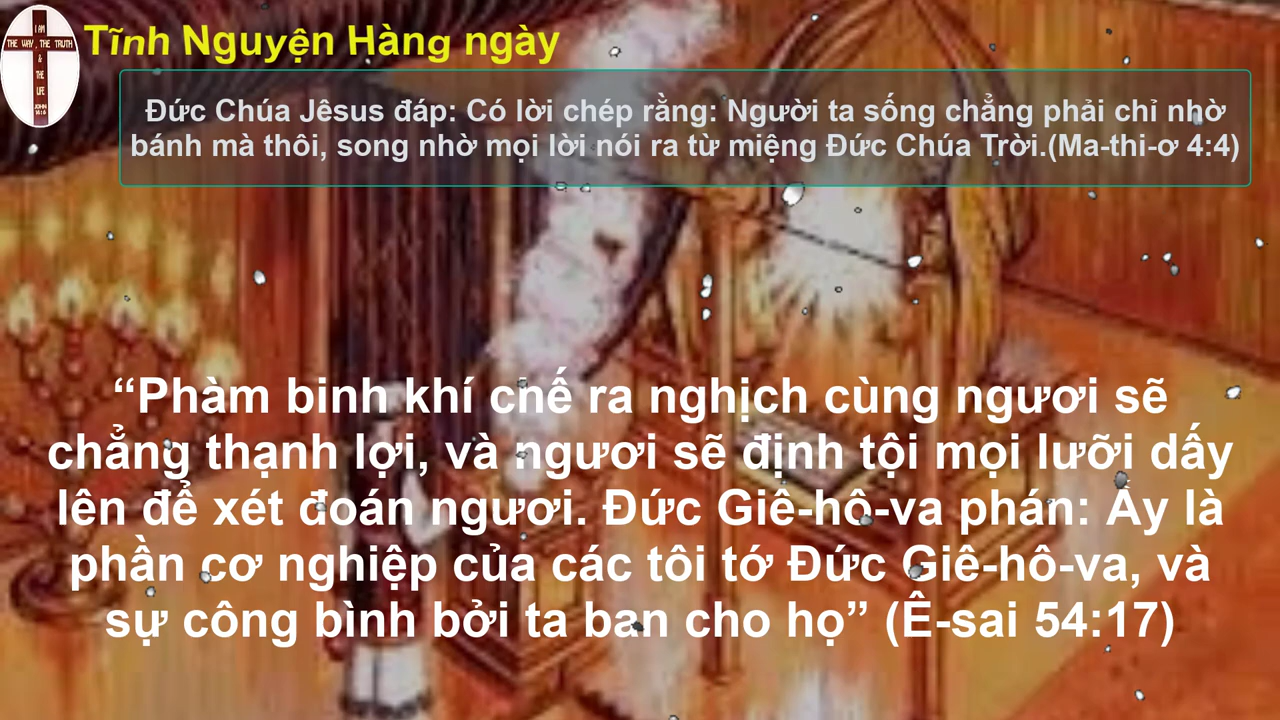 I AM
THE WAY, THE TRUTH
&
THE
LIFE
JOHN
14:6
Tĩnh Nguyện Hàng ngày
Đức Chúa Jêsus đáp: Có lời chép rằng: Người ta sống chẳng phải chỉ nhờ
bánh mà thôi, song nhờ mọi lời nói ra từ miệng Đức Chúa Trời.(Ma-thi-ơ 4:4)
“Phàm binh khí chế ra nghịch cùng ngươi sẽ
chẳng thạnh lợi, và ngươi sẽ định tội mọi lưỡi dấy
lên để xét đoán ngươi. Đức Giê-hô-va phán: Ấy là
phần cơ nghiệp của các tôi tớ Đức Giê-hô-va, và
sự công bình bởi ta ban cho họ” (Ê-sai 54:17)